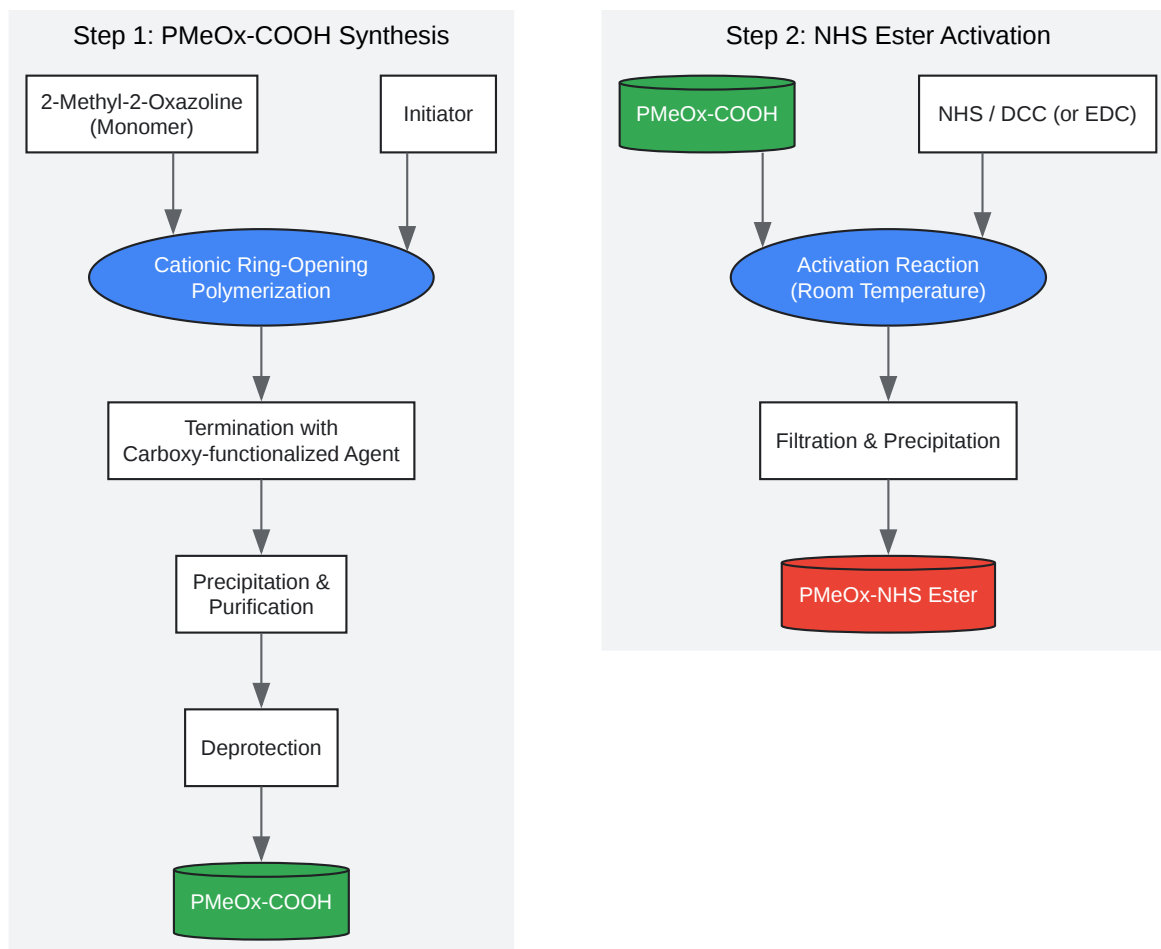 Step 1: PMeOx-COOH Synthesis
2-Methyl-2-Oxazoline
(Monomer)
Initiator
Cationic Ring-Opening
Polymerization
Termination with
Carboxy-functionalized Agent
Precipitation &
Purification
Deprotection
PMeOx-COOH
Step 2: NHS Ester Activation
PMeOx-COOH
NHS / DCC (or EDC)
Activation Reaction
(Room Temperature)
Filtration & Precipitation
PMeOx-NHS Ester